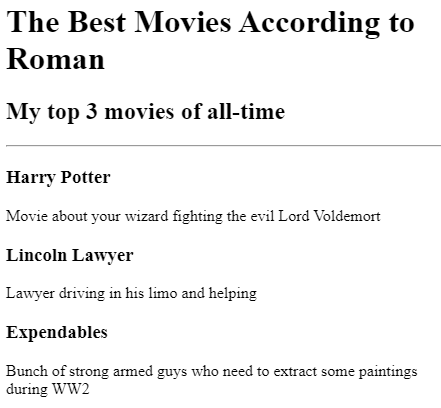 The Best Movies According to
Roman
My top 3 movies of all-time
Harry Potter
Movie about your wizard fighting the evil Lord Voldemort
Lincoln Lawyer
Lawyer driving in his limo and helping
Expendables
Bunch of strong armed guys who need to extract some paintings
during WW2